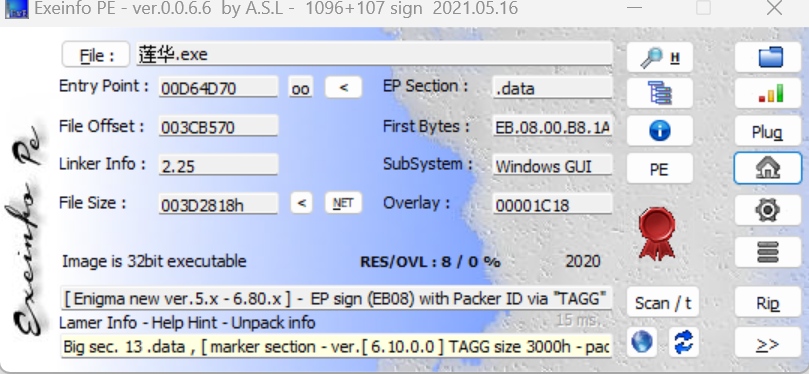 Exeinfo PE - ver.0.0.6.6 by A.S.L - 1096+107 sign 2021.05.16
Exeinfo Pe
File : 莲华.exe H
Entry Point : 00D64D70 oo < EP Section : .data
File Offset : 003CB570 First Bytes : EB.08.00.B8.1A Plug
Linker Info : 2.25 SubSystem : Windows GUI PE
File Size : 003D2818h < NET Overlay : 00001C18
Image is 32bit executable RES/OVL : 8 / 0 % 2020
[ Enigma new ver.5.x - 6.80.x ] - EP sign (EB08) with Packer ID via "TAGG" Scan / t Rip
Lamer Info - Help Hint - Unpack info 15 ms.
Big sec. 13 .data , [ marker section - ver.[ 6.10.0.0 ] TAGG size 3000h - pac >>